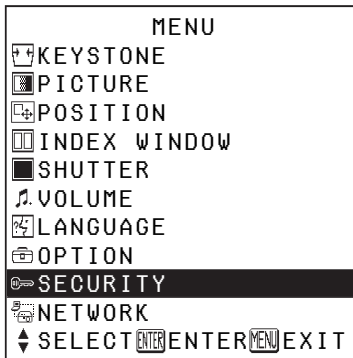 MENU
KEYSTONE
PICTURE
POSITION
INDEX WINDOW
SHUTTER
VOLUME
LANGUAGE
OPTION
SECURITY
NETWORK
SELECT ENTER ENTER MENU EXIT